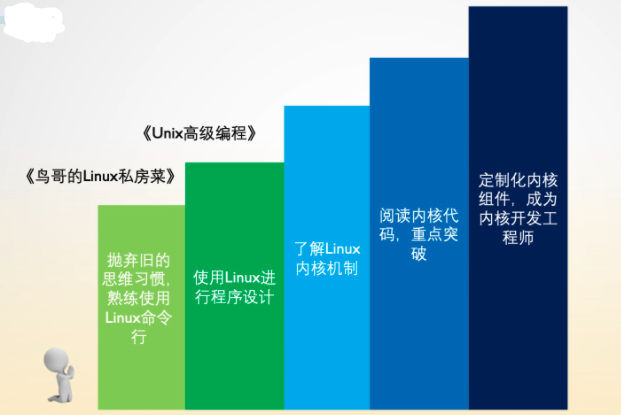 《Unix高级编程》
《鸟哥的Linux私房菜》
抛弃旧的
思维习惯,
熟练使用
Linux命令
行
使用Linux进
行程序设计
了解Linux
内核机制
阅读内核代
码，重点突
破
定制化内核
组件，成为
内核开发工
程师